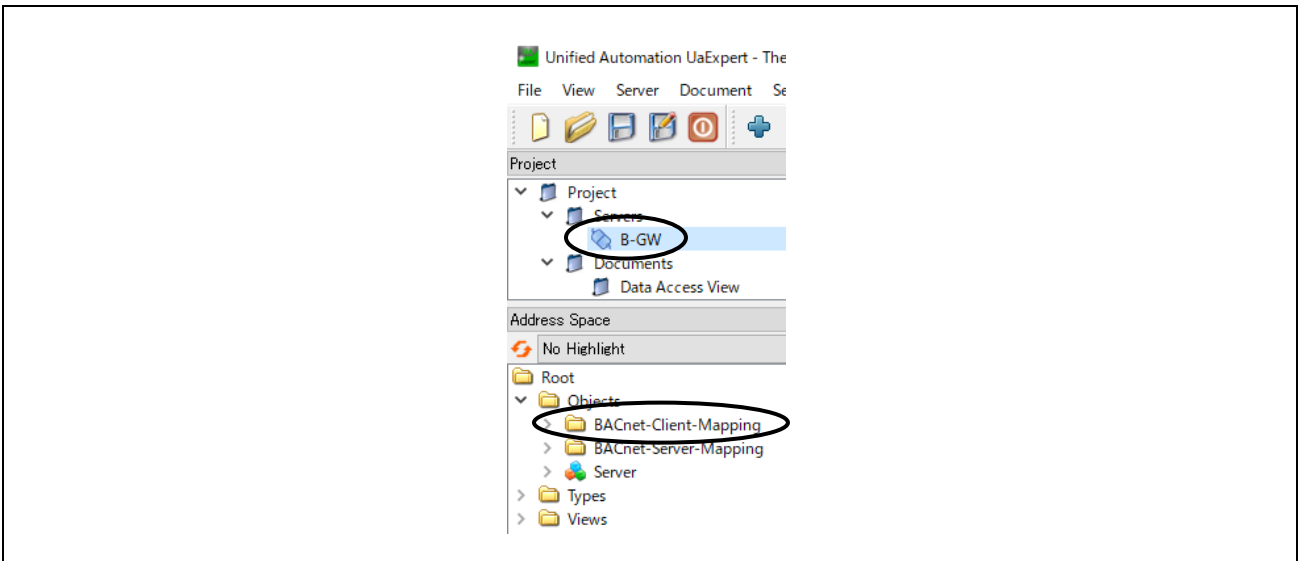 Unified Automation UaExpert - The
File View Server Document Se
Project
Project
Servers
B-GW
Documents
Data Access View
Address Space
No Highlight
Root
Objects
BACnet-Client-Mapping
BACnet-Server-Mapping
Server
Types
Views